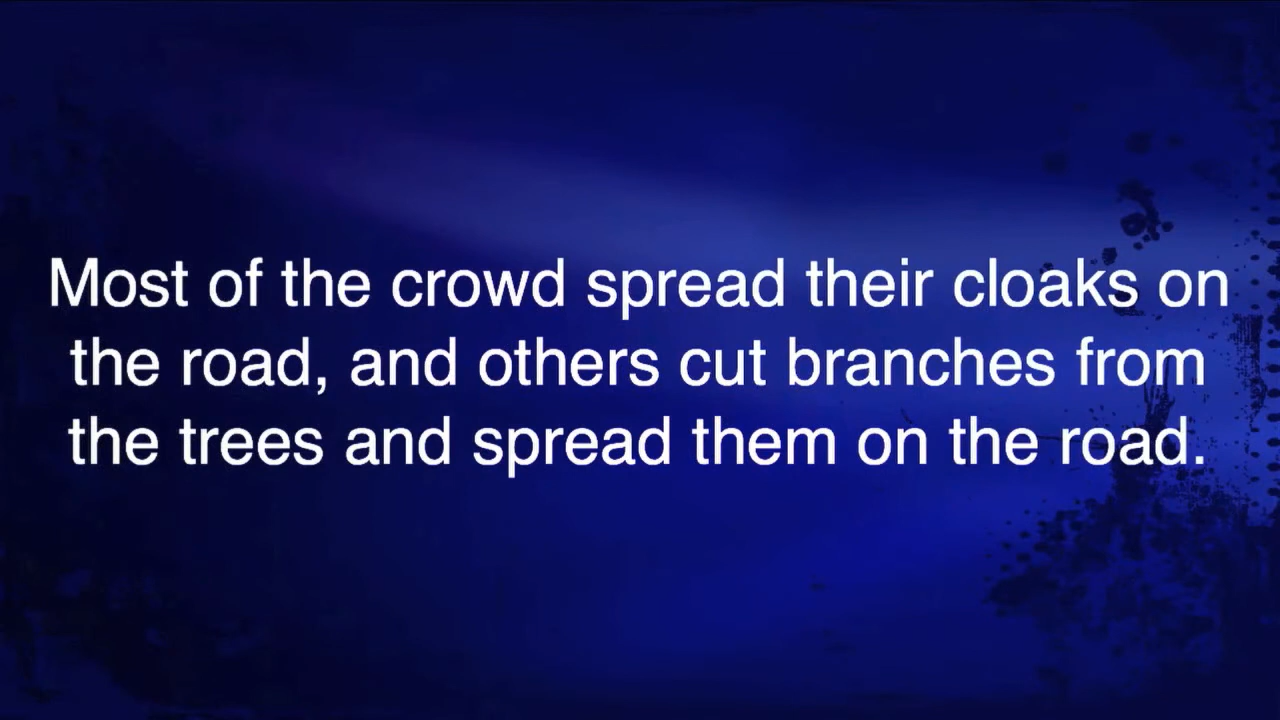 Most of the crowd spread their cloaks on
the road, and others cut branches from
the trees and spread them on the road.